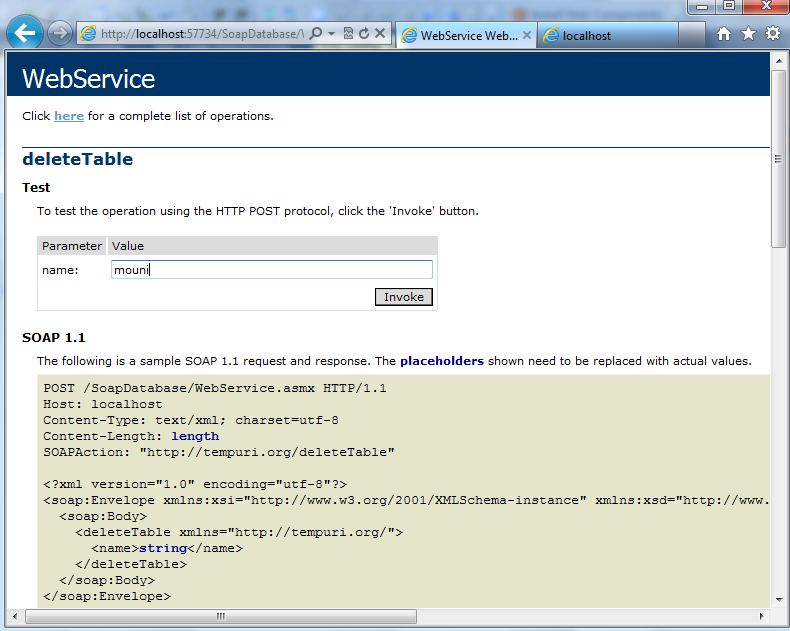 http://localhost:57734/SoapDatabase/
WebService Web...
localhost
WebService
Click here for a complete list of operations.
deleteTable
Test
To test the operation using the HTTP POST protocol, click the 'Invoke' button.
Parameter Value
name: mouni
Invoke
SOAP 1.1
The following is a sample SOAP 1.1 request and response. The placeholders shown need to be replaced with actual values.
POST /SoapDatabase/WebService.asmx HTTP/1.1
Host: localhost
Content-Type: text/xml; charset=utf-8
Content-Length: length
SOAPAction: "http://tempuri.org/deleteTable"
<?xml version="1.0" encoding="utf-8"?>
<soap:Envelope xmlns:xsi="http://www.w3.org/2001/XMLSchema-instance" xmlns:xsd="http://www.
<soap:Body>
<deleteTable xmlns="http://tempuri.org/">
<name>string</name>
</deleteTable>
</soap:Body>
</soap:Envelope>